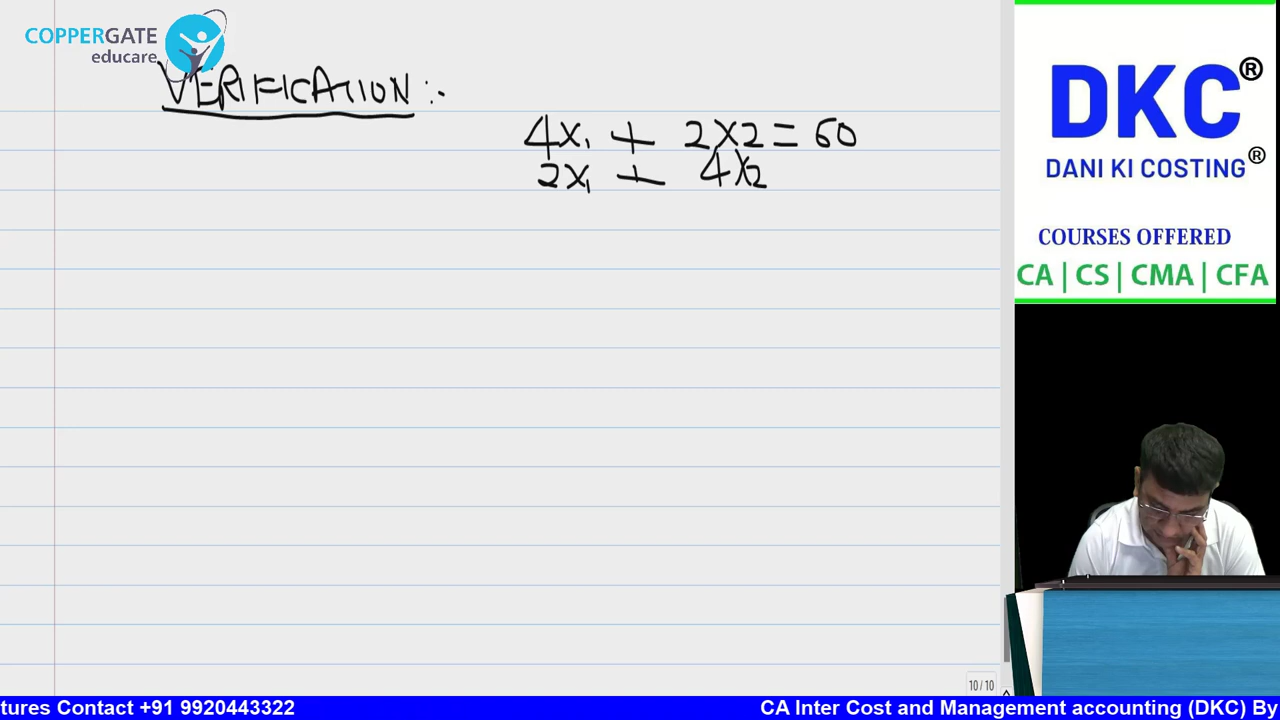 COPPERGATE
educare
VERIFICATION :-
4x₁ + 2x2 = 60
2x₁ + 4x2
10/10
DKC®
DANI KI COSTING®
COURSES OFFERED
CA | CS | CMA | CFA
tures Contact +91 9920443322 CA Inter Cost and Management accounting (DKC) By